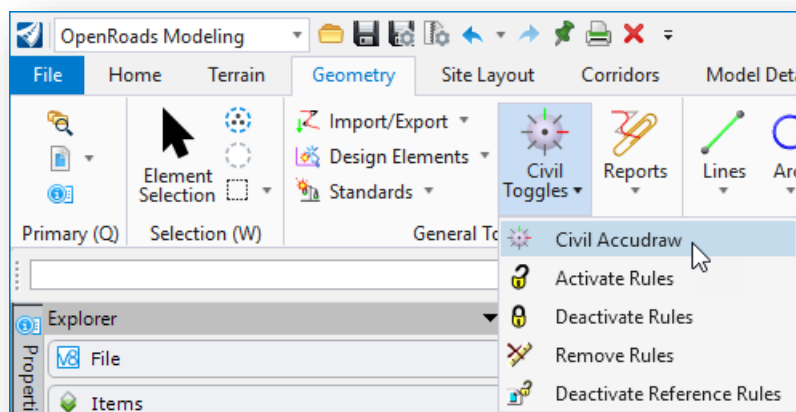 OpenRoads Modeling
File Home Terrain Geometry Site Layout Corridors Model Deta
Import/Export
Design Elements
Standards
Element
Selection
Civil
Toggles
Reports
Lines
Arc
Primary (Q) Selection (W) General To
Civil Accudraw
Activate Rules
Deactivate Rules
Remove Rules
Deactivate Reference Rules
Explorer
File
Items
Properti